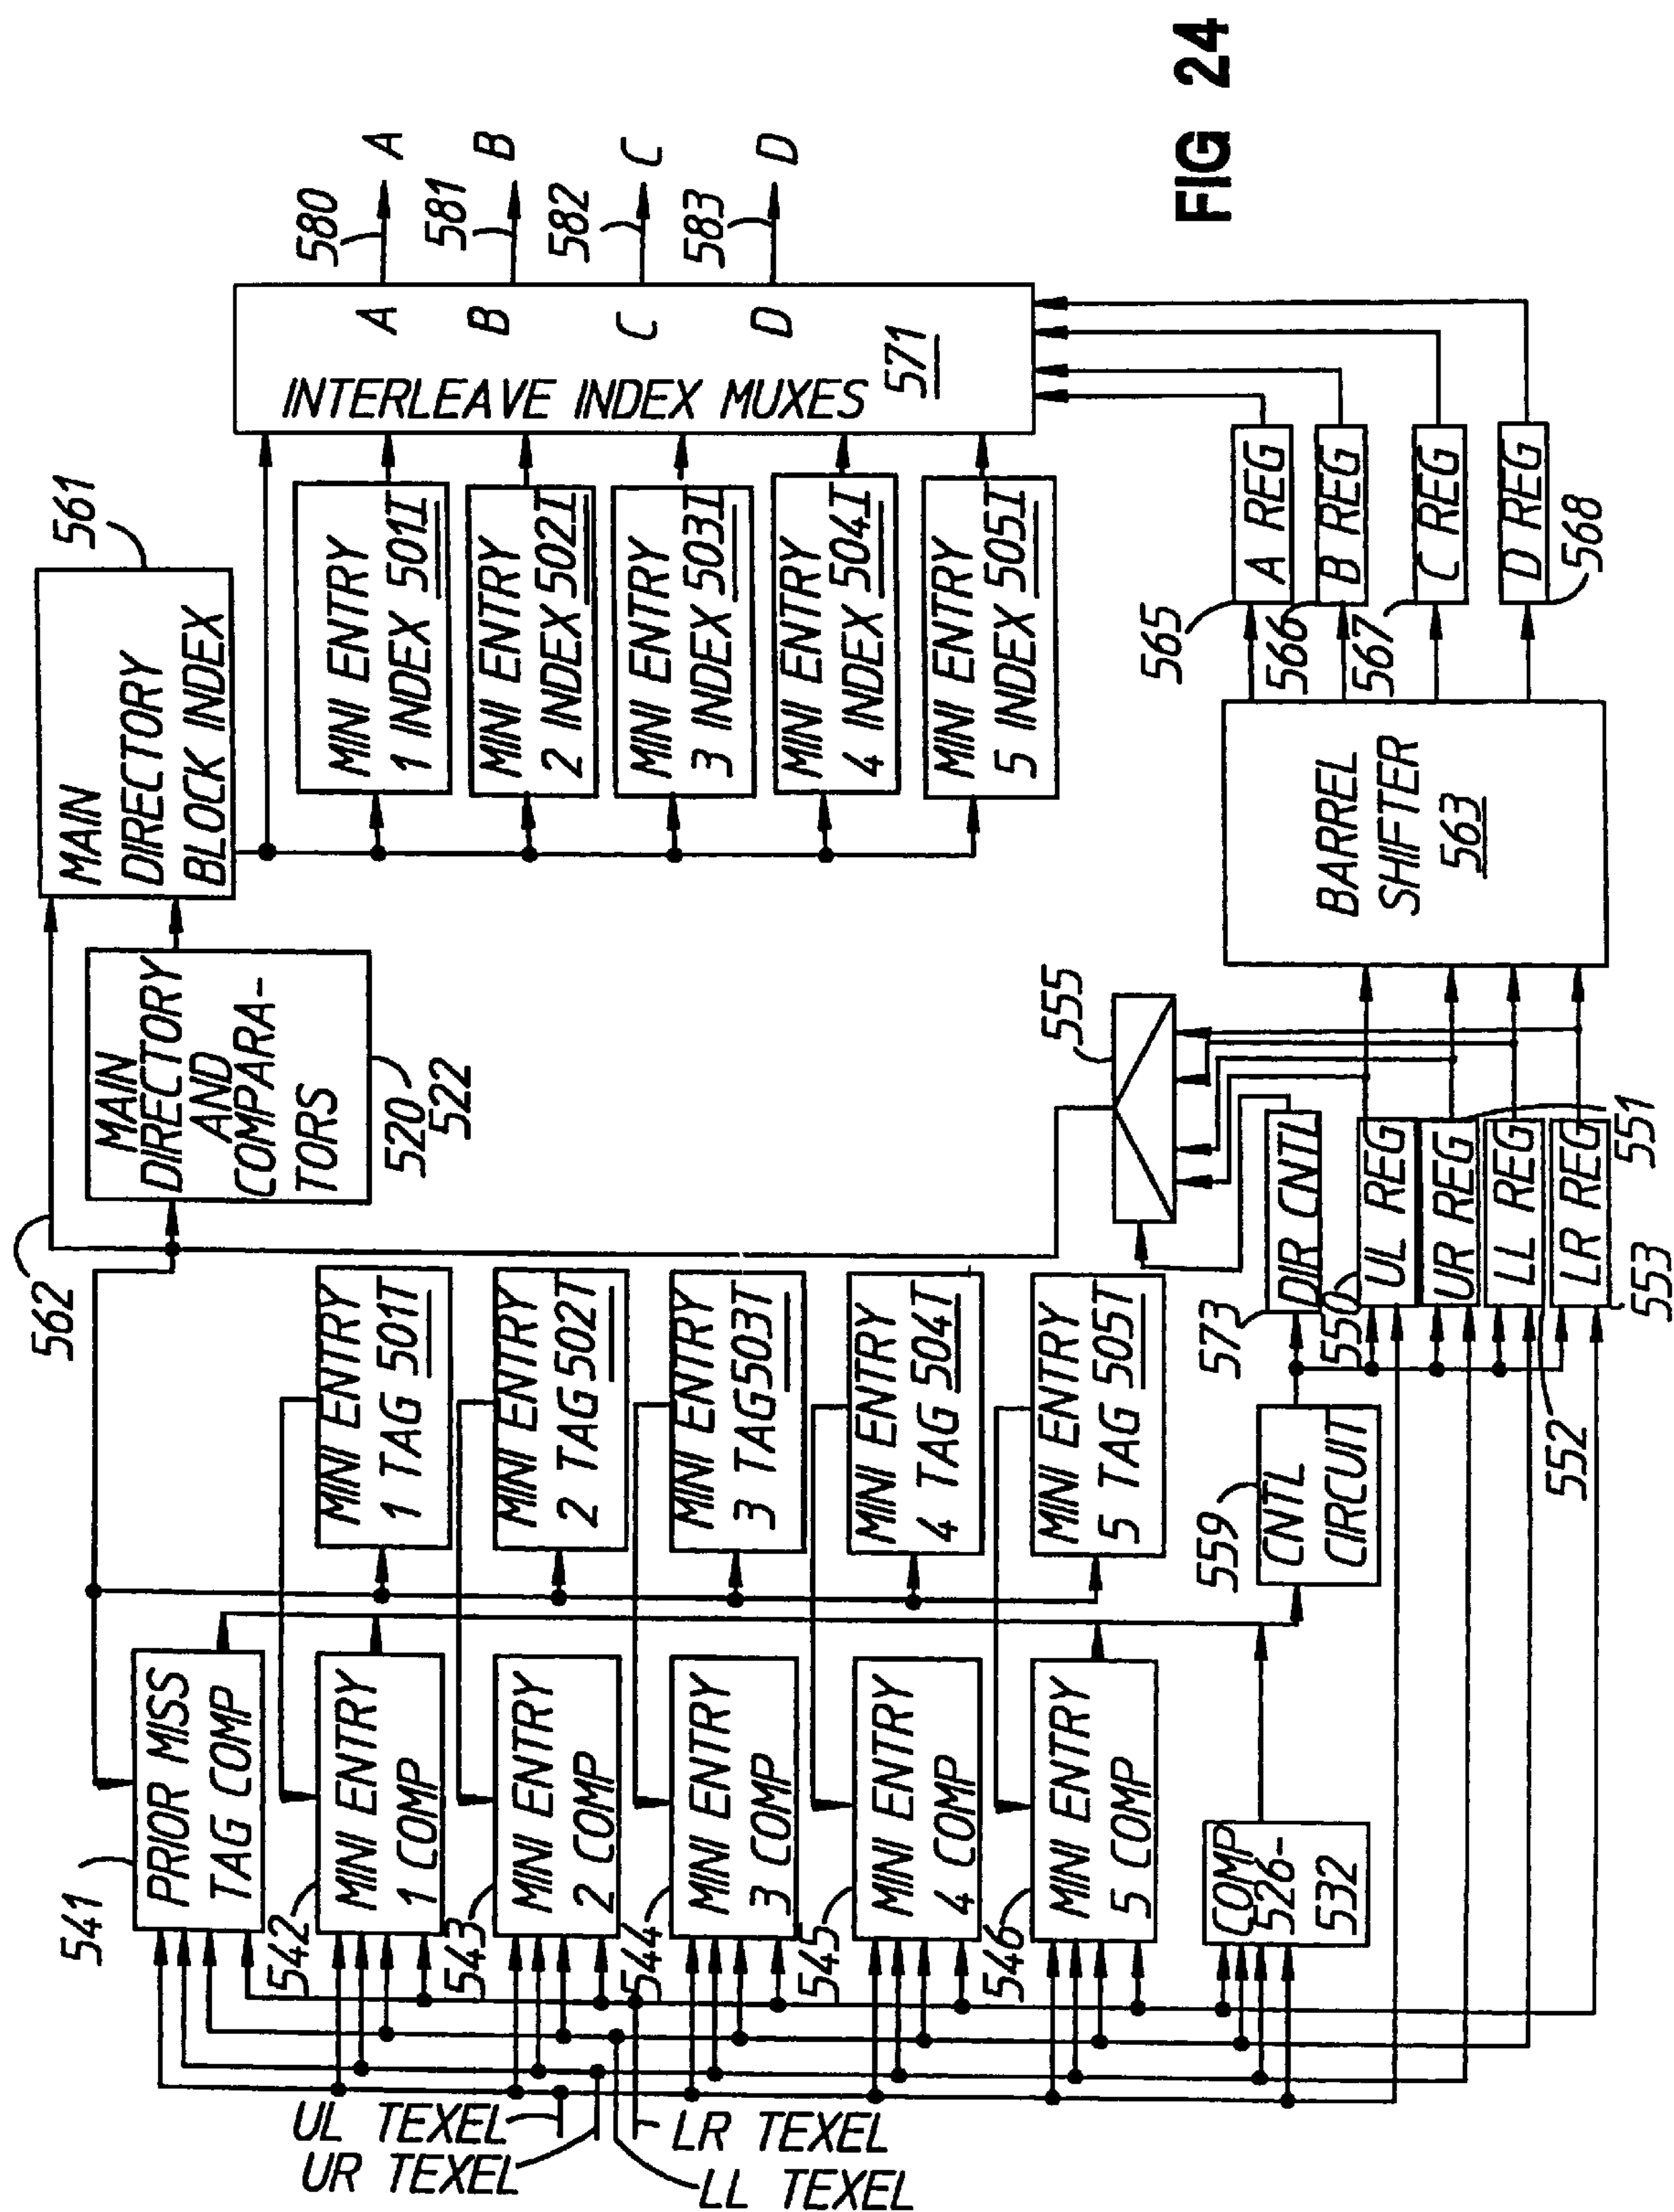 541
PRIOR MISS
TAG COMP
542
MINI ENTRY
1 COMP
543
MINI ENTRY
2 COMP
544
MINI ENTRY
3 COMP
545
MINI ENTRY
4 COMP
546
MINI ENTRY
5 COMP
COMP
526-
532
UL TEXEL
UR TEXEL
LR TEXEL
LL TEXEL
562
MINI ENTRY
1 TAG 501T
MINI ENTRY
2 TAG 502T
MINI ENTRY
3 TAG 503T
MINI ENTRY
4 TAG 504T
MINI ENTRY
5 TAG 505T
559
CNTL
CIRCUIT
MAIN
DIRECTORY
AND
COMPARA-
TORS
520
522
555
573
DIR CNTL
550
UL REG
UR REG
LL REG
LR REG
551
552
553
561
MAIN
DIRECTORY
BLOCK INDEX
MINI ENTRY
1 INDEX 501I
MINI ENTRY
2 INDEX 502I
MINI ENTRY
3 INDEX 503I
MINI ENTRY
4 INDEX 504I
MINI ENTRY
5 INDEX 505I
BARREL
SHIFTER
563
565
A REG
566
B REG
567
C REG
D REG
568
INTERLEAVE INDEX MUXES
571
A
B
C
D
580
A
581
B
582
C
583
D
FIG 24